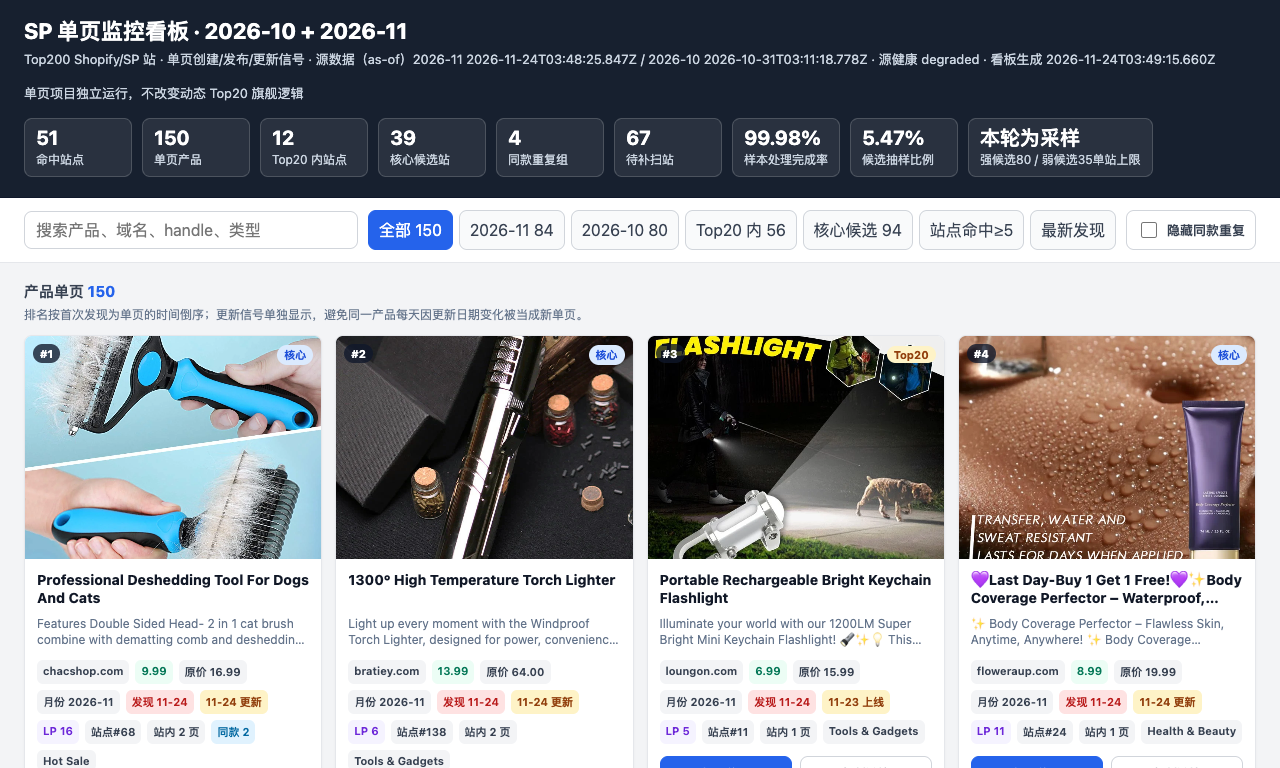 SP 单页监控看板 · 2026-10 + 2026-11
Top200 Shopify/SP 站 · 单页创建/发布/更新信号 · 源数据（as-of）2026-11 2026-11-24T03:48:25.847Z / 2026-10 2026-10-31T03:11:18.778Z · 源健康 degraded · 看板生成 2026-11-24T03:49:15.660Z
单页项目独立运行，不改变动态 Top20 旗舰逻辑
51
命中站点
150
单页产品
12
Top20 内站点
39
核心候选站
4
同款重复组
67
待补扫站
99.98%
样本处理完成率
5.47%
候选抽样比例
本轮为采样
强候选80 / 弱候选35单站上限
搜索产品、域名、handle、类型
全部 150
2026-11 84
2026-10 80
Top20 内 56
核心候选 94
站点命中≥5
最新发现
隐藏同款重复
产品单页 150
排名按首次发现为单页的时间倒序；更新信号单独显示，避免同一产品每天因更新日期变化被当成新单页。
#1
核心
Professional Deshedding Tool For Dogs
And Cats
Features Double Sided Head- 2 in 1 cat brush
combine with dematting comb and desheddin...
chacshop.com 9.99 原价 16.99
月份 2026-11 发现 11-24 11-24 更新
LP 16 站点#68 站内 2 页 同款 2
Hot Sale
#2
核心
1300° High Temperature Torch Lighter
Light up every moment with the Windproof
Torch Lighter, designed for power, convenienc...
bratiey.com 13.99 原价 64.00
月份 2026-11 发现 11-24 11-24 更新
LP 6 站点#138 站内 2 页
Tools & Gadgets
#3
Top20
FLASHLIGHT
Portable Rechargeable Bright Keychain
Flashlight
Illuminate your world with our 1200LM Super
Bright Mini Keychain Flashlight! 🔦✨💡 This...
loungon.com 6.99 原价 15.99
月份 2026-11 发现 11-24 11-23 上线
LP 5 站点#11 站内 1 页 Tools & Gadgets
#4
核心
TRANSFER, WATER AND
SWEAT RESISTANT
LASTS FOR DAYS WHEN APPLIED
💜Last Day-Buy 1 Get 1 Free!💜✨Body
Coverage Perfector – Waterproof,...
✨ Body Coverage Perfector – Flawless Skin,
Anytime, Anywhere! ✨ Body Coverage...
floweraup.com 8.99 原价 19.99
月份 2026-11 发现 11-24 11-24 更新
LP 11 站点#24 站内 1 页 Health & Beauty